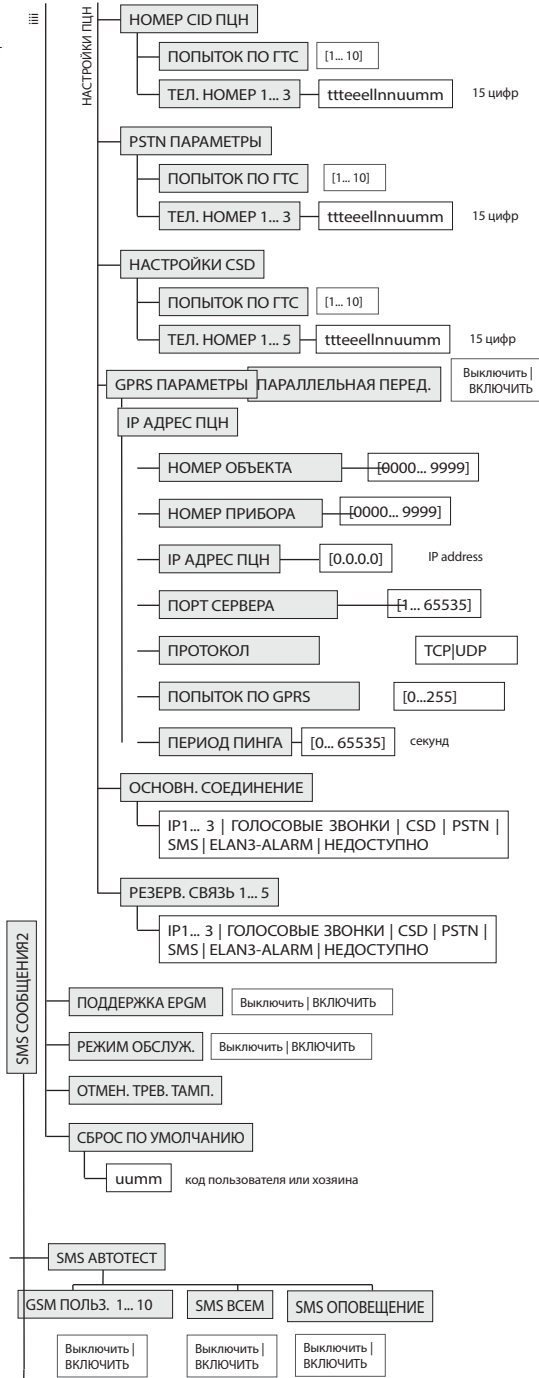 iiii
НАСТРОЙКИ ПЦН
НОМЕР CID ПЦН
ПОПЫТОК ПО ГТС [1... 10]
ТЕЛ. НОМЕР 1... 3 ttteeellnnuumm 15 цифр
PSTN ПАРАМЕТРЫ
ПОПЫТОК ПО ГТС [1... 10]
ТЕЛ. НОМЕР 1... 3 ttteeellnnuumm 15 цифр
НАСТРОЙКИ CSD
ПОПЫТОК ПО ГТС [1... 10]
ТЕЛ. НОМЕР 1... 5 ttteeellnnuumm 15 цифр
GPRS ПАРАМЕТРЫ ПАРАЛЛЕЛЬНАЯ ПЕРЕД. Выключить |
ВКЛЮЧИТЬ
IP АДРЕС ПЦН
НОМЕР ОБЪЕКТА [0000... 9999]
НОМЕР ПРИБОРА [0000... 9999]
IP АДРЕС ПЦН [0.0.0.0] IP address
ПОРТ СЕРВЕРА [1... 65535]
ПРОТОКОЛ TCP|UDP
ПОПЫТОК ПО GPRS [0...255]
ПЕРИОД ПИНГА [0... 65535] секунд
ОСНОВН. СОЕДИНЕНИЕ
IP1... 3 | ГОЛОСОВЫЕ ЗВОНКИ | CSD | PSTN |
SMS | ELAN3-ALARM | НЕДОСТУПНО
РЕЗЕРВ. СВЯЗЬ 1... 5
IP1... 3 | ГОЛОСОВЫЕ ЗВОНКИ | CSD | PSTN |
SMS | ELAN3-ALARM | НЕДОСТУПНО
SMS СООБЩЕНИЯ2
ПОДДЕРЖКА EPGM Выключить | ВКЛЮЧИТЬ
РЕЖИМ ОБСЛУЖ. Выключить | ВКЛЮЧИТЬ
ОТМЕН. ТРЕВ. ТАМП.
СБРОС ПО УМОЛЧАНИЮ
uumm код пользователя или хозяина
SMS АВТОТЕСТ
GSM ПОЛЬЗ. 1... 10 SMS ВСЕМ SMS ОПОВЕЩЕНИЕ
Выключить | Выключить | Выключить |
ВКЛЮЧИТЬ ВКЛЮЧИТЬ ВКЛЮЧИТЬ